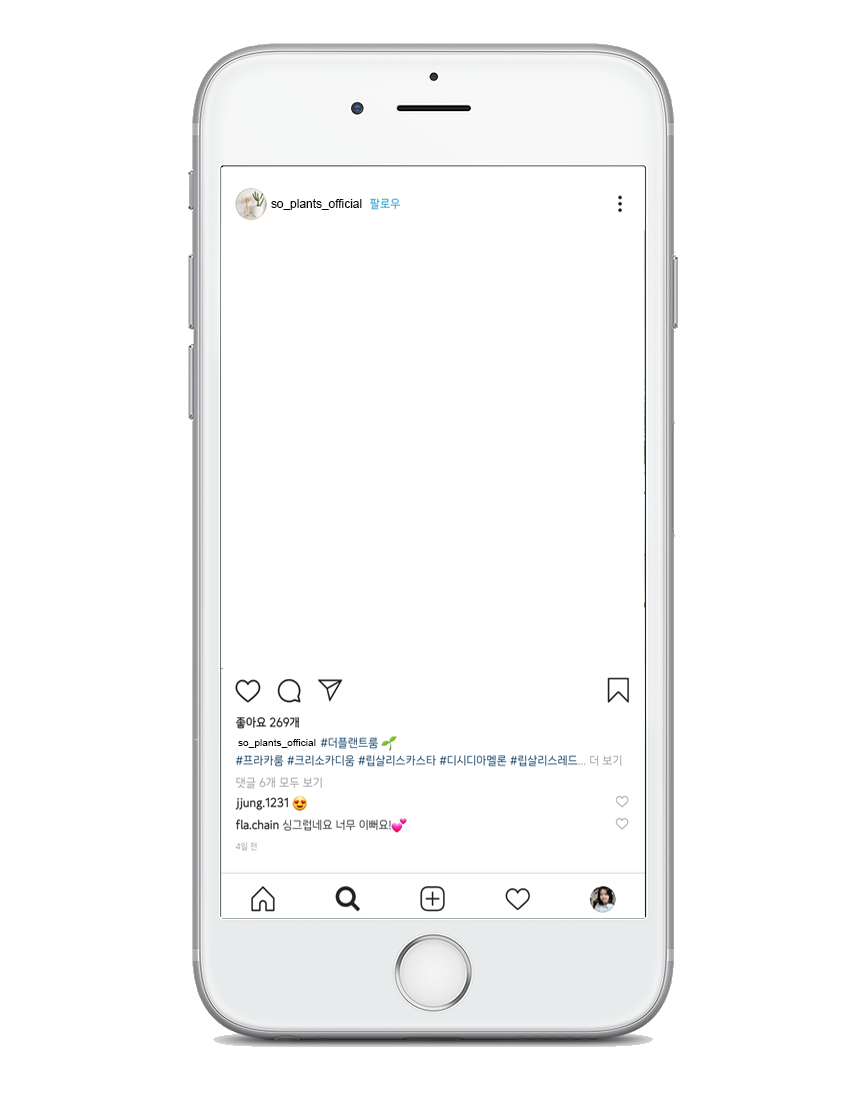 so_plants_official 팔로우
좋아요 269개
so_plants_official #더플랜트룸 🌱
#프라카룸 #크리소카디움 #립살리스카스타 #디시디아멜론 #립살리스레드... 더 보기
댓글 6개 모두 보기
jjung.1231 😍
fla.chain 싱그럽네요 너무 이뻐요!💕
4일 전